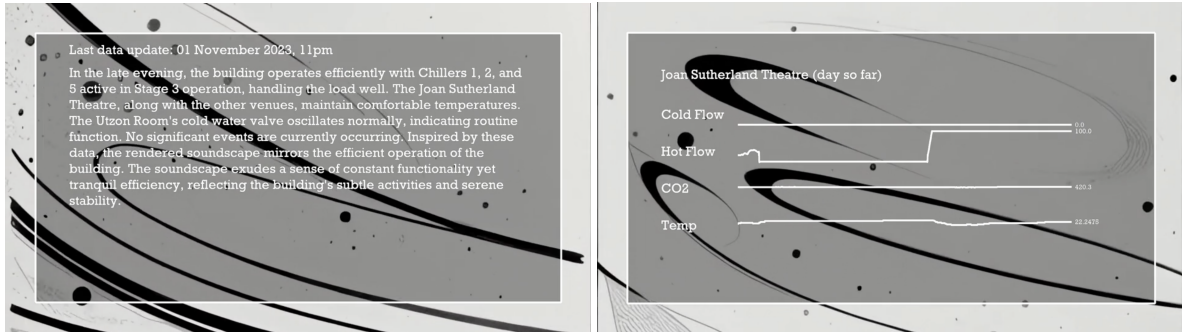 Last data update: 01 November 2023, 11pm
In the late evening, the building operates efficiently with Chillers 1, 2, and
5 active in Stage 3 operation, handling the load well. The Joan Sutherland
Theatre, along with the other venues, maintain comfortable temperatures.
The Utzon Room's cold water valve oscillates normally, indicating routine
function. No significant events are currently occurring. Inspired by these
data, the rendered soundscape mirrors the efficient operation of the
building. The soundscape exudes a sense of constant functionality yet
tranquil efficiency, reflecting the building's subtle activities and serene
stability.
Joan Sutherland Theatre (day so far)
Cold Flow
0.0
100.0
Hot Flow
CO2
420.3
Temp
22.2475